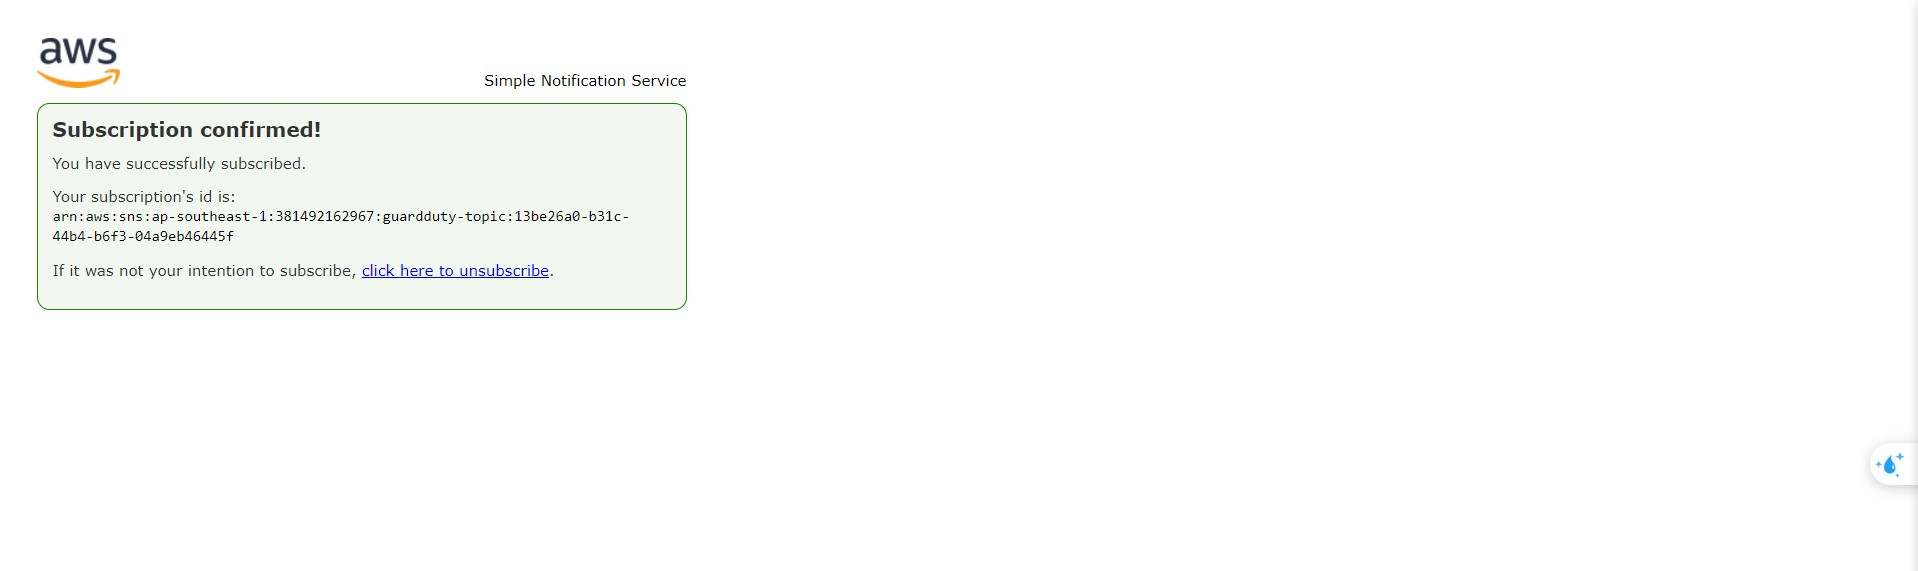 aws
Simple Notification Service
Subscription confirmed!
You have successfully subscribed.
Your subscription's id is:
arn:aws:sns:ap-southeast-1:381492162967:guardduty-topic:13be26a0-b31c-
44b4-b6f3-04a9eb46445f
If it was not your intention to subscribe, click here to unsubscribe.